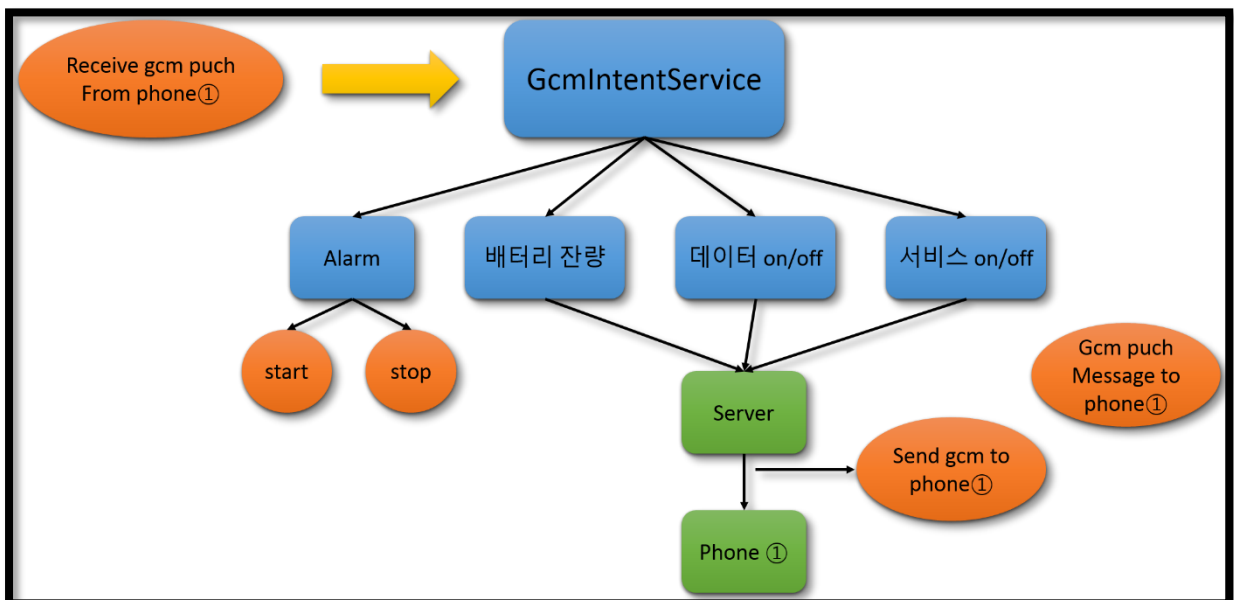 Receive gcm puch
From phone①
GcmIntentService
Alarm
배터리 잔량
데이터 on/off
서비스 on/off
start
stop
Gcm puch
Message to
phone①
Server
Send gcm to
phone①
Phone ①